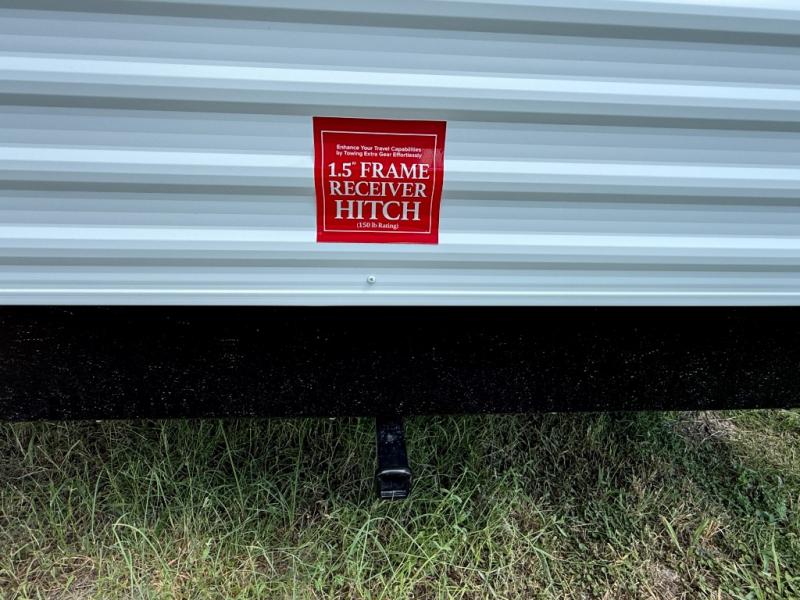 Enhance Your Travel Capabilities
by Towing Extra Gear Effortlessly
1.5" FRAME
RECEIVER
HITCH
(150 lb Rating)